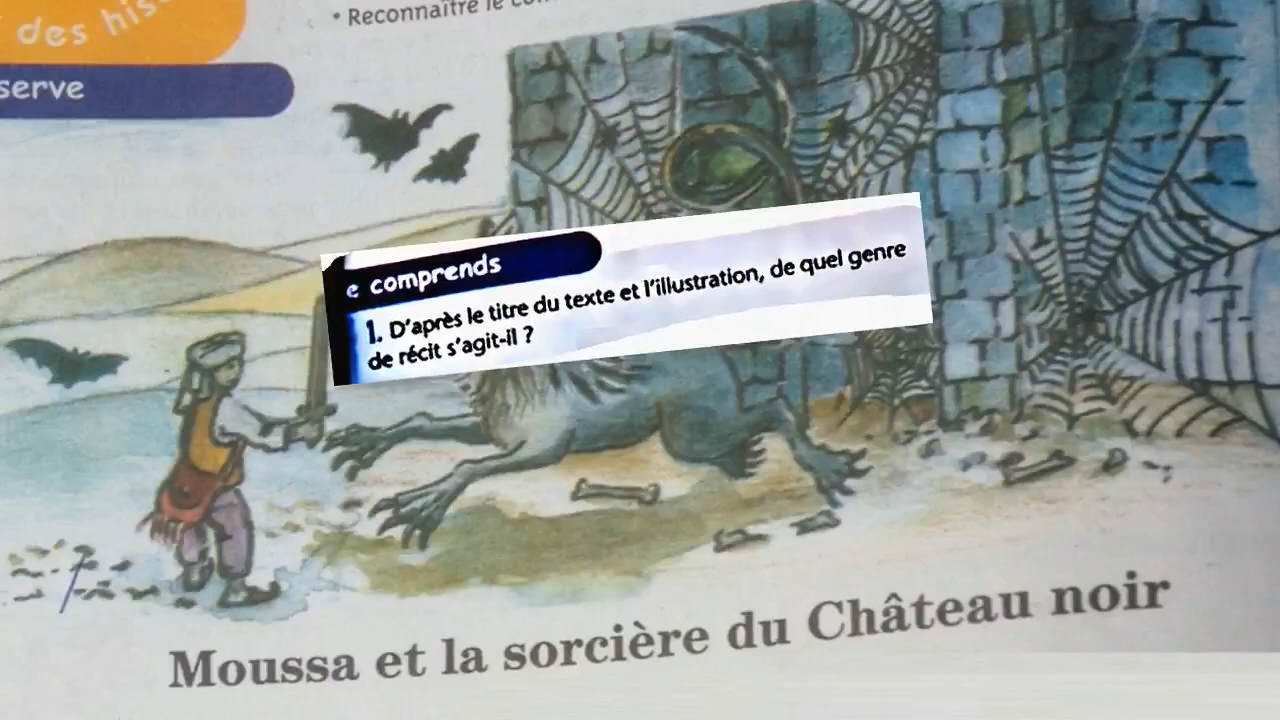 des his
• Reconnaître le
serve
e comprends
1. D'après le titre du texte et l'illustration, de quel genre
de récit s'agit-il ?
Moussa et la sorcière du Château noir